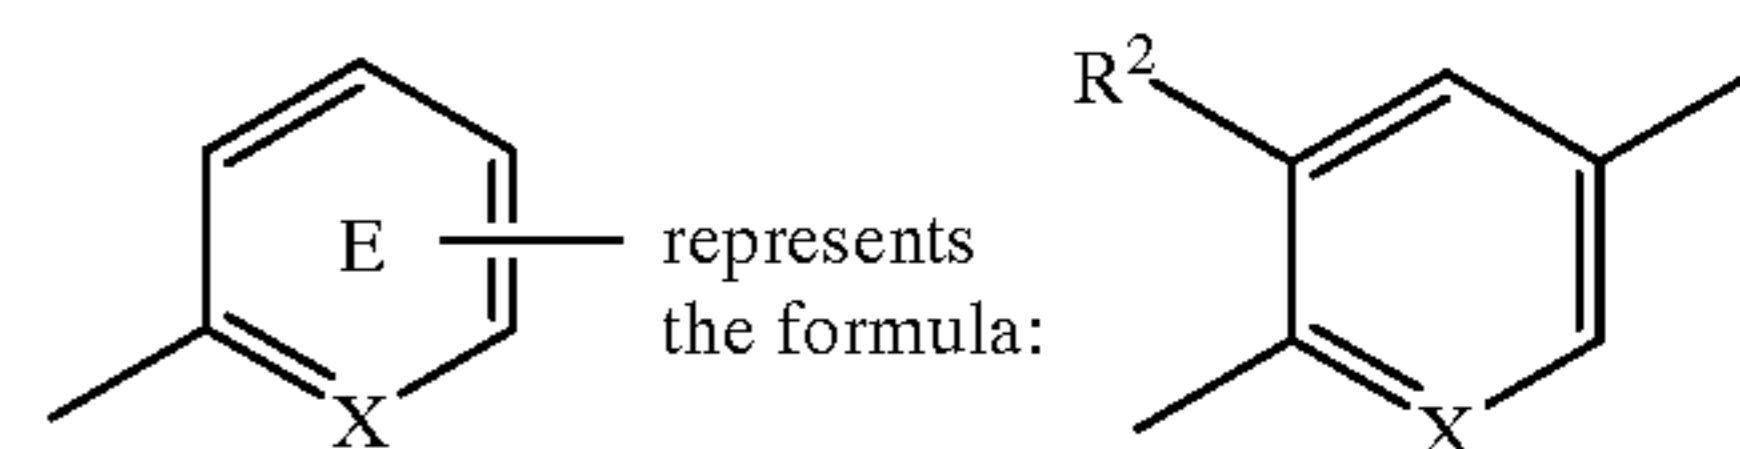 R²
E
represents
the formula:
X
X